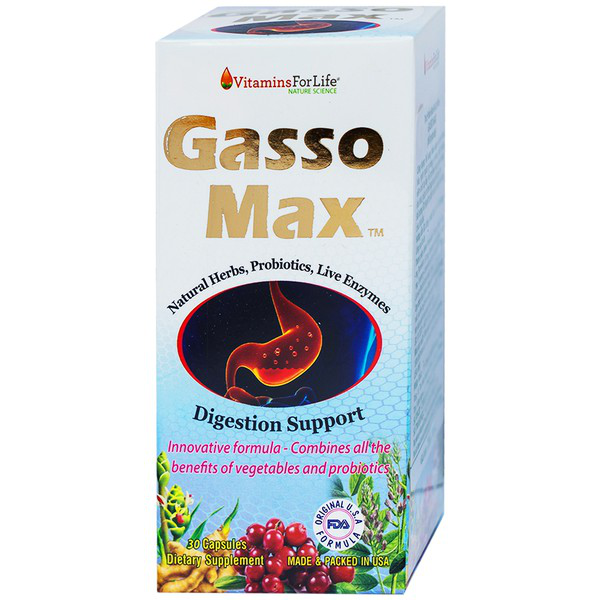 VitaminsForLife®
NATURE SCIENCE
Gasso
Max™
Natural Herbs, Probiotics, Live Enzymes
Digestion Support
Innovative formula - Combines all the
benefits of vegetables and probiotics
ORIGINAL U.S.A
FDA
FORMULA
30 Capsules
Dietary Supplement
MADE & PACKED IN USA